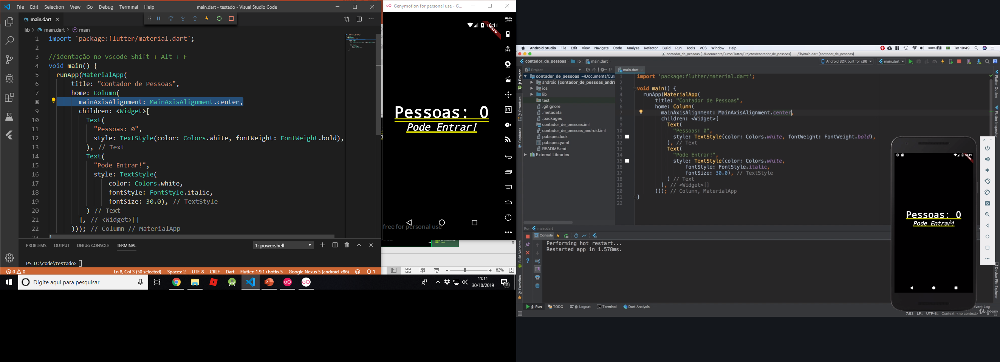 File Edit Selection View Go Debug Terminal Help main.dart - testado - Visual Studio Code
main.dart
lib > main.dart > main
1 import 'package:flutter/material.dart';
2
3 //identação no vscode Shift + Alt + F
4 void main() {
5 runApp(MaterialApp(
6 title: "Contador de Pessoas",
7 home: Column(
8 mainAxisAlignment: MainAxisAlignment.center,
9 children: <Widget>[
10 Text(
11 "Pessoas: 0",
12 style: TextStyle(color: Colors.white, fontWeight: FontWeight.bold),
13 ), // Text
14 Text(
15 "Pode Entrar!",
16 style: TextStyle(
17 color: Colors.white,
18 fontStyle: FontStyle.italic,
19 fontSize: 30.0), // TextStyle
20 ) // Text
21 ], // <Widget>[]
22 ))); // Column // MaterialApp
23 }
PROBLEMS OUTPUT DEBUG CONSOLE TERMINAL 1: powershell
PS D:\code\testado>
0 0 Ln 8, Col 3 (50 selected) Spaces: 2 UTF-8 CRLF Dart Flutter: 1.9.1+hotfix.5 Google Nexus 5 (android-x86) 1
Digite aqui para pesquisar
11:11
30/10/2019
2
Genymotion for personal use - G...
Open
GAPPS
DEBUG
GPS
ID
Pessoas: 0
Pode Entrar!
free for personal use
82%
Android Studio File Edit View Navigate Code Analyze Refactor Build Run Tools VCS Window Help 100% Ter 10:49
contador_de_pessoas [~/Documents/CursoFlutter/Projetos/contador_de_pessoas] - .../lib/main.dart [contador_de_pessoas]
contador_de_pessoas lib main.dart Android SDK built for x86 main.dart
Project main.dart
1: Project
Z: Structure
Captures
Build Variants
2: Favorites
contador_de_pessoas ~/Documents/Cur
android [contador_de_pessoas_andro
ios
lib
test
.gitignore
.metadata
.packages
contador_de_pessoas.iml
contador_de_pessoas_android.iml
pubspec.lock
pubspec.yaml
README.md
External Libraries
1 import 'package:flutter/material.dart';
2
3 void main() {
4 runApp(MaterialApp(
5 title: "Contador de Pessoas",
6 home: Column(
7 mainAxisAlignment: MainAxisAlignment.center,
8 children: <Widget>[
9 Text(
10 "Pessoas: 0",
11 style: TextStyle(color: Colors.white, fontWeight: FontWeight.bold),
12 ), // Text
13 Text(
14 "Pode Entrar!",
15 style: TextStyle(color: Colors.white,
16 fontStyle: FontStyle.italic,
17 fontSize: 30.0), // TextStyle
18 ) // Text
19 ], // <Widget>[]
20 ))); // Column, MaterialApp
21 }
22
Flutter Outline
Flutter Inspector
Device File Explorer
Run main.dart
Console
Performing hot restart...
Restarted app in 1.578ms.
Pessoas: 0
Pode Entrar!
4: Run TODO 6: Logcat Terminal Dart Analysis Event Log
7:52 LF UTF-8 Context: <no context>
Udemy